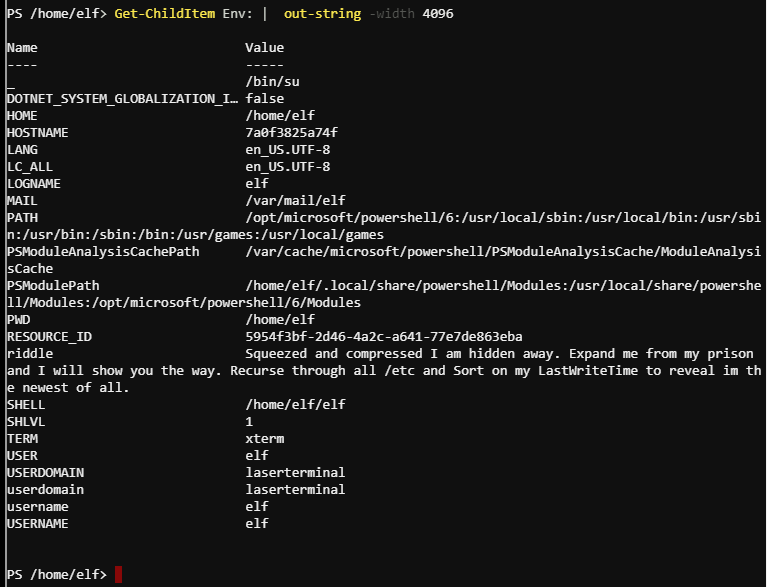 PS /home/elf> Get-ChildItem Env: |  out-string -width 4096
Name                           Value
----                           -----
_                              /bin/su
DOTNET_SYSTEM_GLOBALIZATION_I… false
HOME                           /home/elf
HOSTNAME                       7a0f3825a74f
LANG                           en_US.UTF-8
LC_ALL                         en_US.UTF-8
LOGNAME                        elf
MAIL                           /var/mail/elf
PATH                           /opt/microsoft/powershell/6:/usr/local/sbin:/usr/local/bin:/usr/sbi
n:/usr/bin:/sbin:/bin:/usr/games:/usr/local/games
PSModuleAnalysisCachePath      /var/cache/microsoft/powershell/PSModuleAnalysisCache/ModuleAnalysi
sCache
PSModulePath                   /home/elf/.local/share/powershell/Modules:/usr/local/share/powershe
ll/Modules:/opt/microsoft/powershell/6/Modules
PWD                            /home/elf
RESOURCE_ID                    5954f3bf-2d46-4a2c-a641-77e7de863eba
riddle                         Squeezed and compressed I am hidden away. Expand me from my prison
and I will show you the way. Recurse through all /etc and Sort on my LastWriteTime to reveal im th
e newest of all.
SHELL                          /home/elf/elf
SHLVL                          1
TERM                           xterm
USER                           elf
USERDOMAIN                     laserterminal
userdomain                     laserterminal
username                       elf
USERNAME                       elf
PS /home/elf>